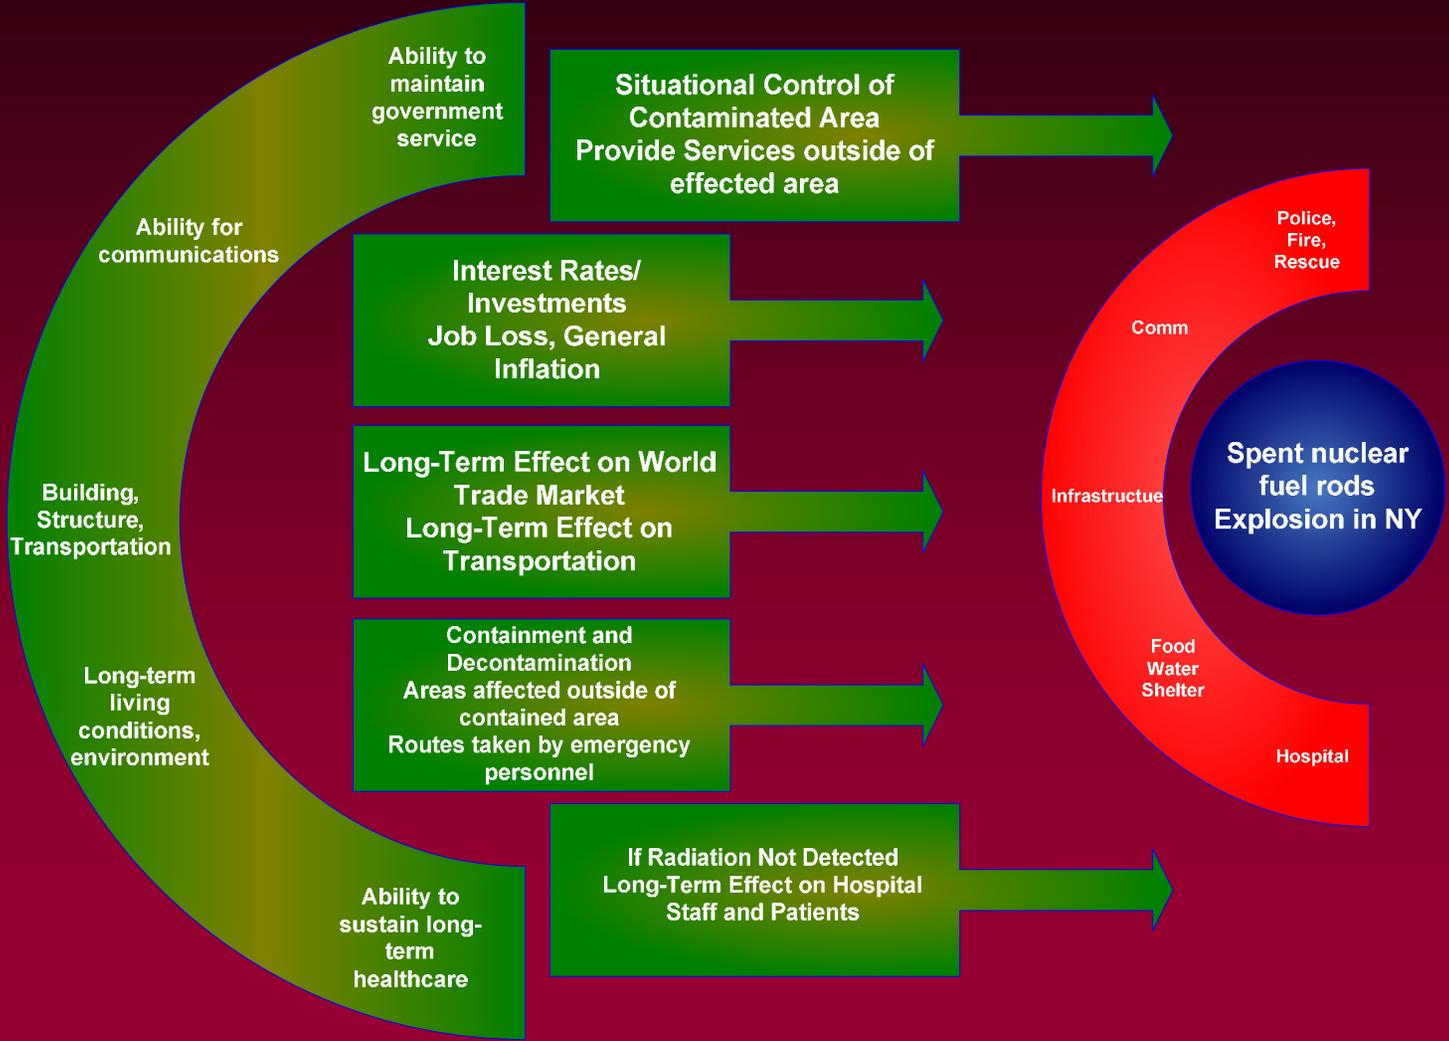 Ability to
maintain
government
service
Ability for
communications
Building,
Structure,
Transportation
Long-term
living
conditions,
environment
Ability to
sustain long-
term
healthcare
Situational Control of
Contaminated Area
Provide Services outside of
effected area
Interest Rates/
Investments
Job Loss, General
Inflation
Long-Term Effect on World
Trade Market
Long-Term Effect on
Transportation
Containment and
Decontamination
Areas affected outside of
contained area
Routes taken by emergency
personnel
If Radiation Not Detected
Long-Term Effect on Hospital
Staff and Patients
Police,
Fire,
Rescue
Comm
Infrastructue
Food
Water
Shelter
Hospital
Spent nuclear
fuel rods
Explosion in NY